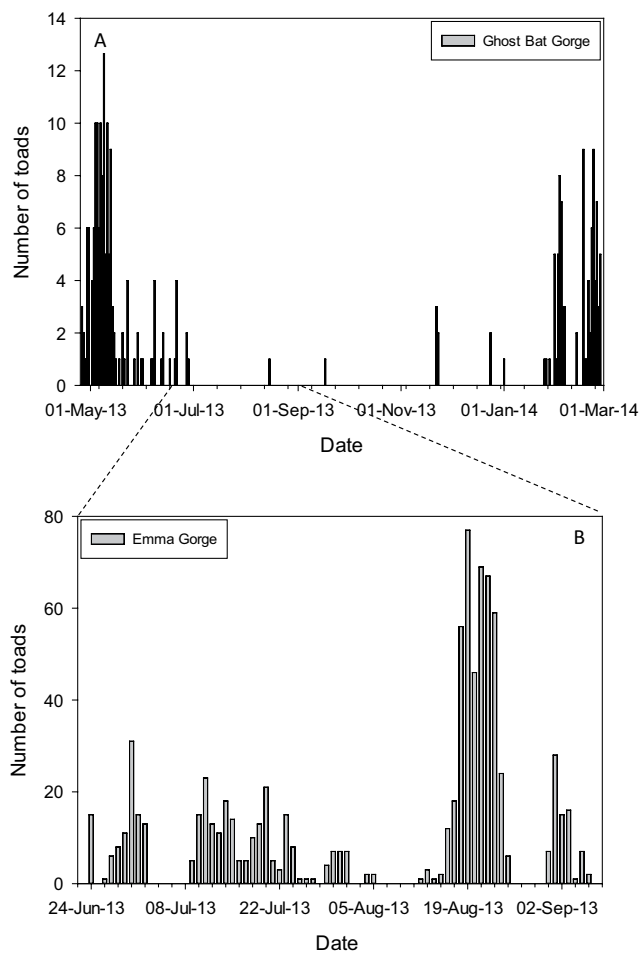 14
A
Ghost Bat Gorge
12
10
8
6
4
2
0
Number of toads
01-May-13 01-Jul-13 01-Sep-13 01-Nov-13 01-Jan-14 01-Mar-14
Date
80
Emma Gorge
B
60
40
20
0
Number of toads
24-Jun-13 08-Jul-13 22-Jul-13 05-Aug-13 19-Aug-13 02-Sep-13
Date